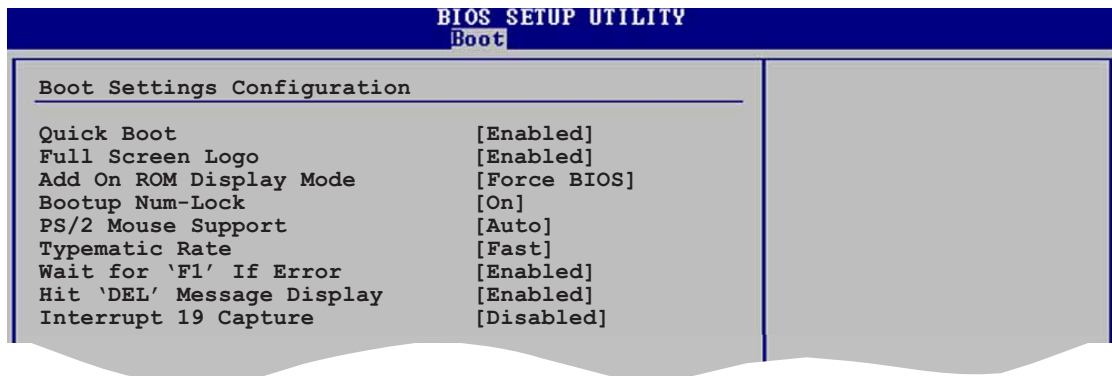 BIOS SETUP UTILITY
Boot
Boot Settings Configuration
Quick Boot [Enabled]
Full Screen Logo [Enabled]
Add On ROM Display Mode [Force BIOS]
Bootup Num-Lock [On]
PS/2 Mouse Support [Auto]
Typematic Rate [Fast]
Wait for ‘F1’ If Error [Enabled]
Hit ‘DEL’ Message Display [Enabled]
Interrupt 19 Capture [Disabled]